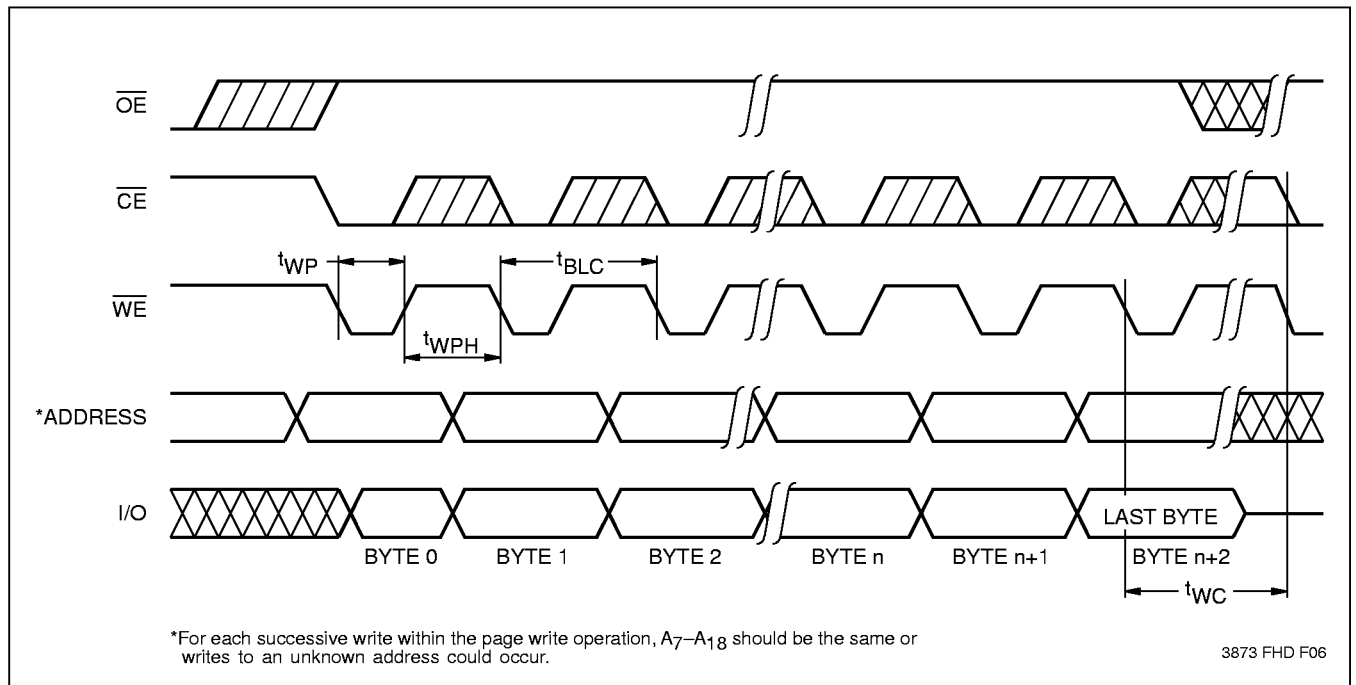 OE
CE
tWP
tBLC
WE
tWPH
*ADDRESS
I/O
LAST BYTE
BYTE 0 BYTE 1 BYTE 2 BYTE n BYTE n+1 BYTE n+2
tWC
*For each successive write within the page write operation, A7–A18 should be the same or
writes to an unknown address could occur.
3873 FHD F06